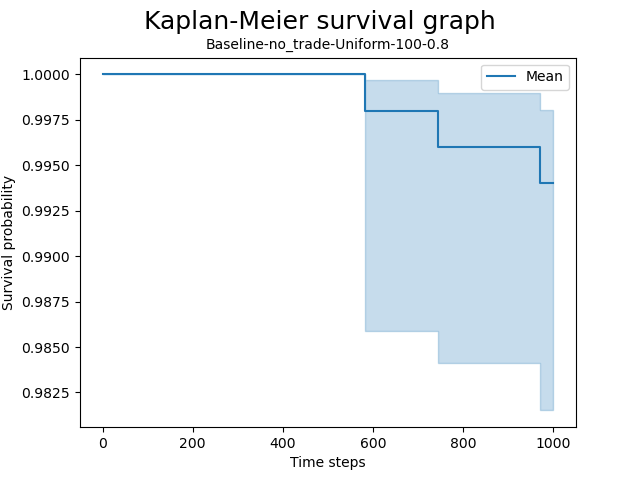 Kaplan-Meier survival graph
Baseline-no_trade-Uniform-100-0.8
Mean
1.0000
0.9975
0.9950
0.9925
0.9900
0.9875
0.9850
0.9825
Survival probability
0 200 400 600 800 1000
Time steps